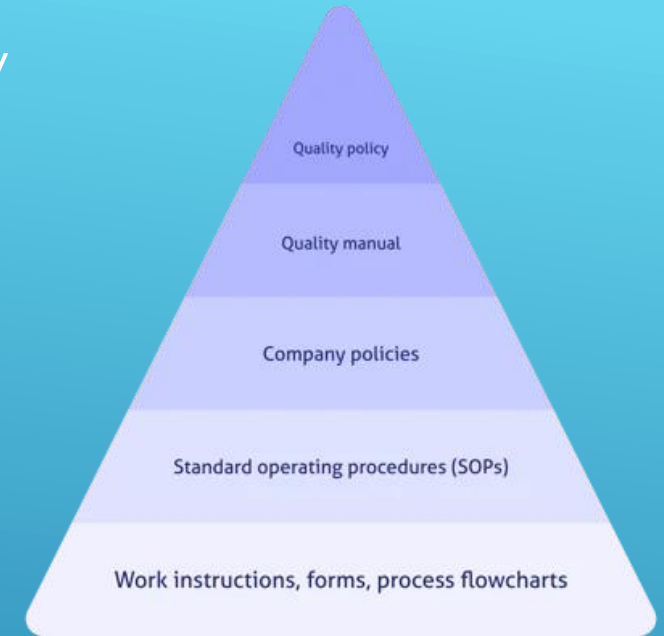 Quality policy
Quality manual
Company policies
Standard operating procedures (SOPs)
Work instructions, forms, process flowcharts